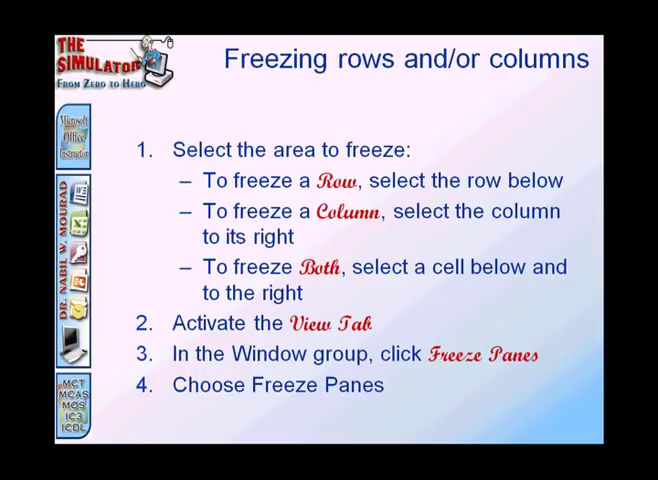 THE
SIMULATOR
FROM ZERO TO HERO
Freezing rows and/or columns
Microsoft
Office
Instructor
DR. NABIL W. MOURAD
MCT
MCAS
MOS
IC3
ICDL
1. Select the area to freeze:
– To freeze a Row, select the row below
– To freeze a Column, select the column
to its right
– To freeze Both, select a cell below and
to the right
2. Activate the View Tab
3. In the Window group, click Freeze Panes
4. Choose Freeze Panes